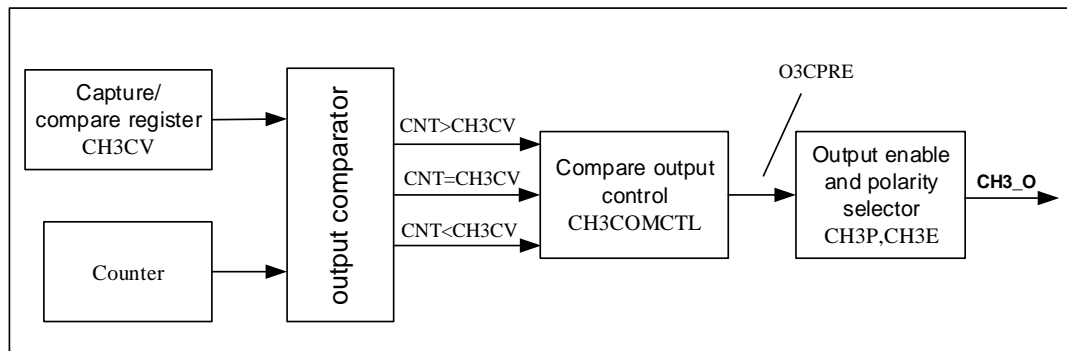 Capture/
compare register
CH3CV
Counter
output comparator
CNT>CH3CV
CNT=CH3CV
CNT<CH3CV
Compare output
control
CH3COMCTL
O3CPRE
Output enable
and polarity
selector
CH3P,CH3E
CH3_O